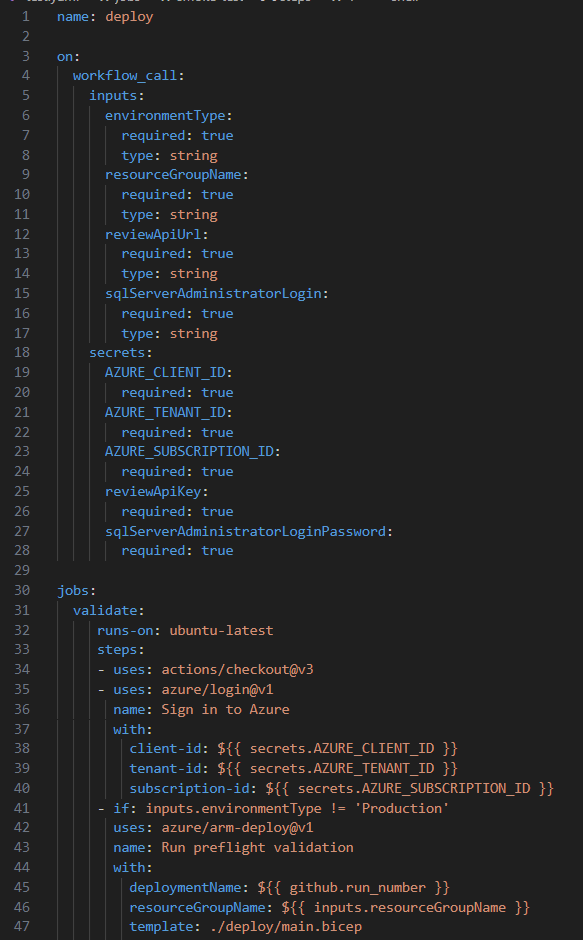 1 name: deploy
2
3 on:
4   workflow_call:
5     inputs:
6       environmentType:
7         required: true
8         type: string
9       resourceGroupName:
10         required: true
11         type: string
12       reviewApiUrl:
13         required: true
14         type: string
15       sqlServerAdministratorLogin:
16         required: true
17         type: string
18     secrets:
19       AZURE_CLIENT_ID:
20         required: true
21       AZURE_TENANT_ID:
22         required: true
23       AZURE_SUBSCRIPTION_ID:
24         required: true
25       reviewApiKey:
26         required: true
27       sqlServerAdministratorLoginPassword:
28         required: true
29
30 jobs:
31   validate:
32      runs-on: ubuntu-latest
33      steps:
34      - uses: actions/checkout@v3
35      - uses: azure/login@v1
36        name: Sign in to Azure
37        with:
38          client-id: ${{ secrets.AZURE_CLIENT_ID }}
39          tenant-id: ${{ secrets.AZURE_TENANT_ID }}
40          subscription-id: ${{ secrets.AZURE_SUBSCRIPTION_ID }}
41      - if: inputs.environmentType != 'Production'
42        uses: azure/arm-deploy@v1
43        name: Run preflight validation
44        with:
45          deploymentName: ${{ github.run_number }}
46          resourceGroupName: ${{ inputs.resourceGroupName }}
47          template: ./deploy/main.bicep